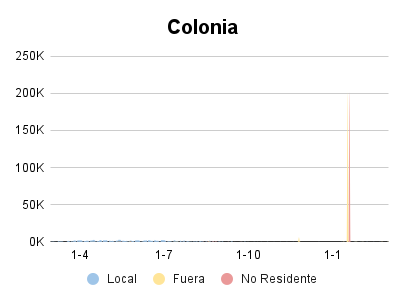 Colonia
250K
200K
150K
100K
50K
0K
1-4 1-7 1-10 1-1
Local Fuera No Residente